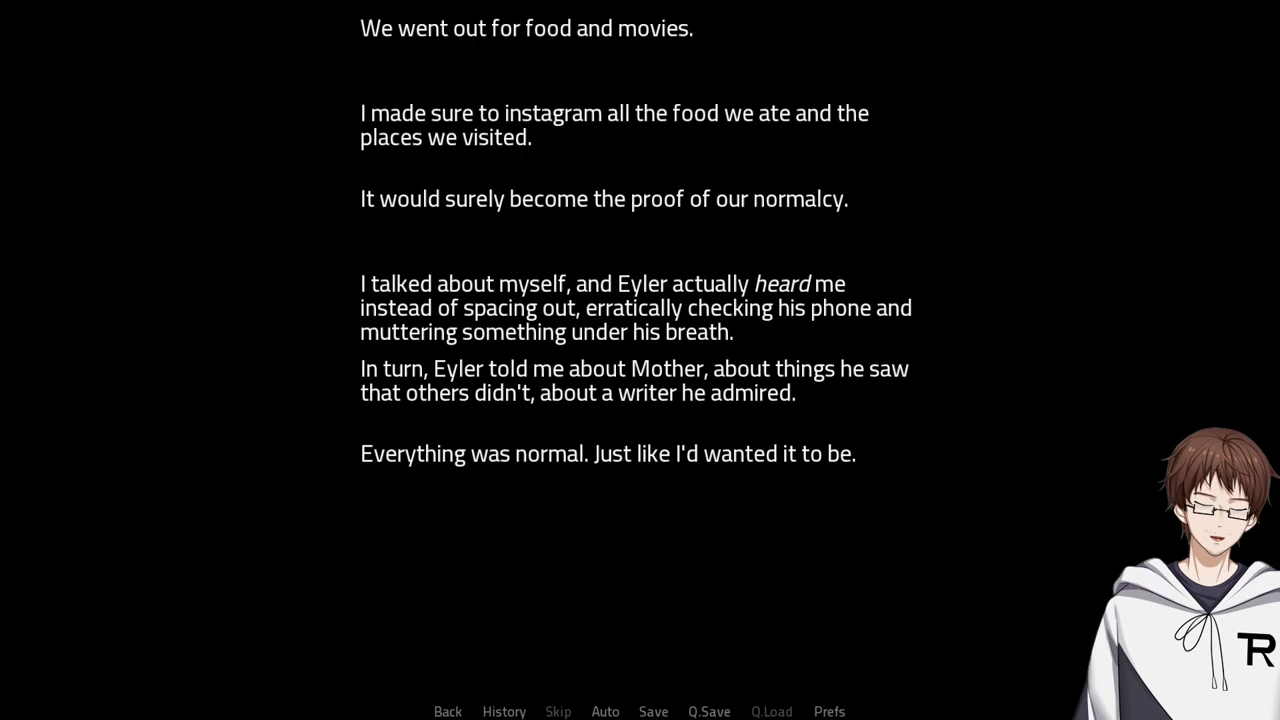 We went out for food and movies.
I made sure to instagram all the food we ate and the
places we visited.
It would surely become the proof of our normalcy.
I talked about myself, and Eyler actually heard me
instead of spacing out, erratically checking his phone and
muttering something under his breath.
In turn, Eyler told me about Mother, about things he saw
that others didn't, about a writer he admired.
Everything was normal. Just like I'd wanted it to be.
R
Back History Skip Auto Save Q.Save Q.Load Prefs